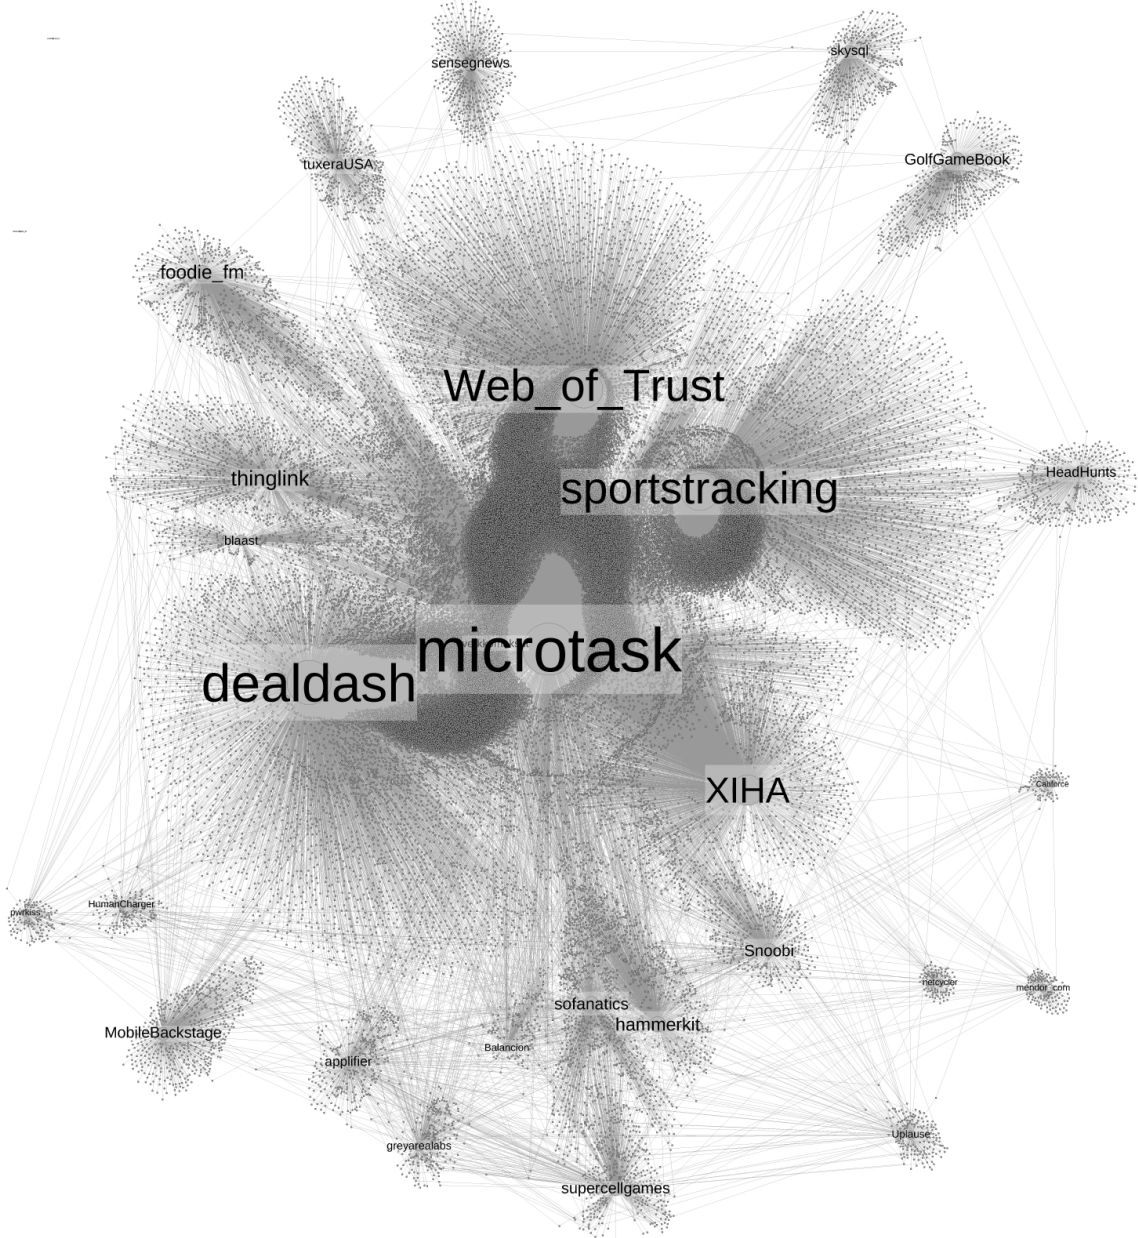 skysql
sensegnews
GolfGameBook
tuxeraUSA
foodie_fm
Web_of_Trust
HeadHunts
thinglink
sportstracking
blaast
microtask
dealdash
XIHA
HumanCharger
pwrkiss
Snoobi
netcycler
mendor_com
sofanatics
hammerkit
MobileBackstage
Balancion
applifier
Uplause
greyarealabs
supercellgames